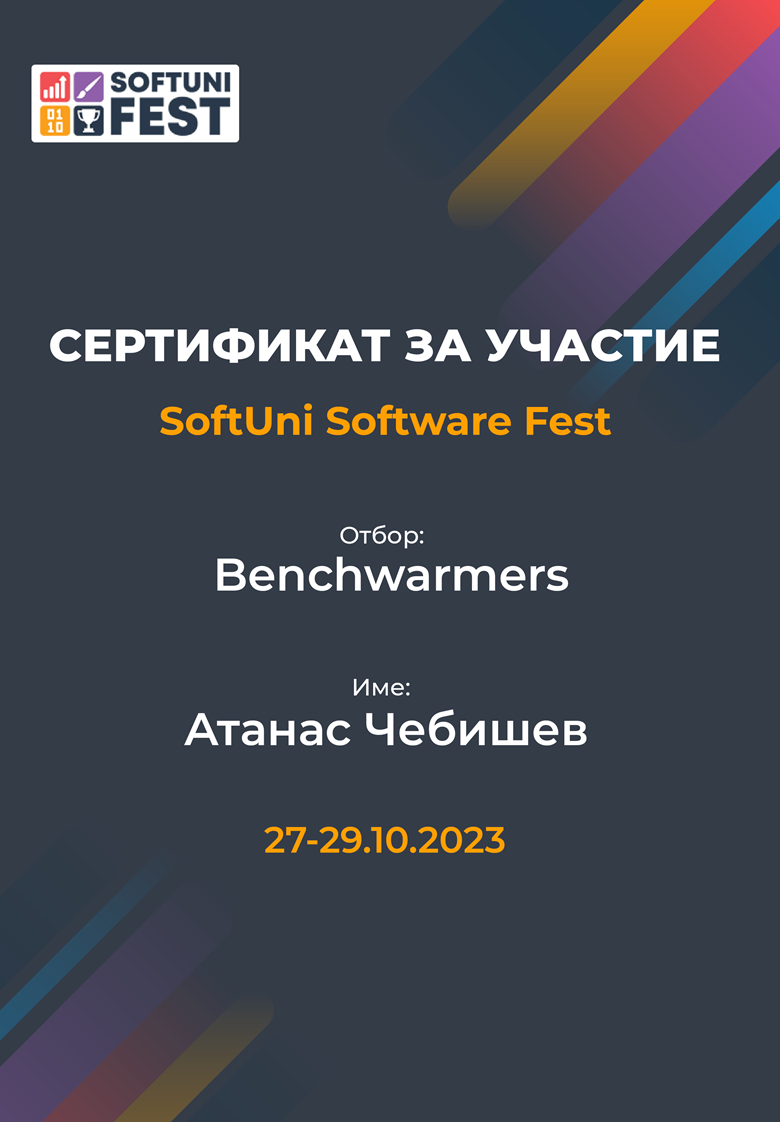 SOFTUNI
FEST
01
10
СЕРТИФИКАТ ЗА УЧАСТИЕ
SoftUni Software Fest
Отбор:
Benchwarmers
Име:
Атанас Чебишев
27-29.10.2023